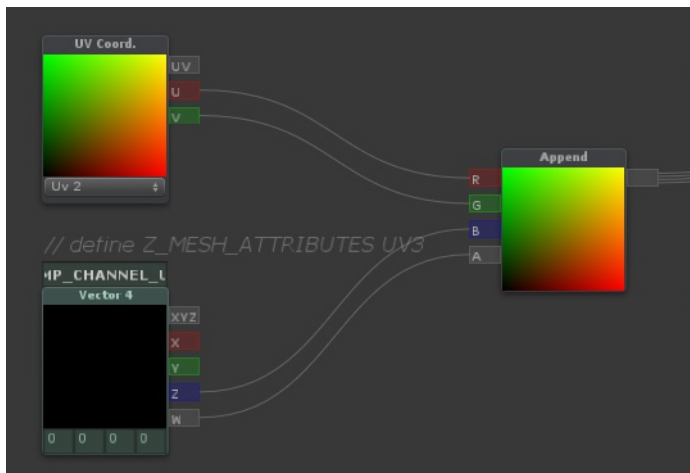 UV Coord.
UV
U
V
Uv 2
Append
R
G
B
A
// define Z_MESH_ATTRIBUTES UV3
MP_CHANNEL_U
Vector 4
XYZ
X
Y
Z
W
0 0 0 0